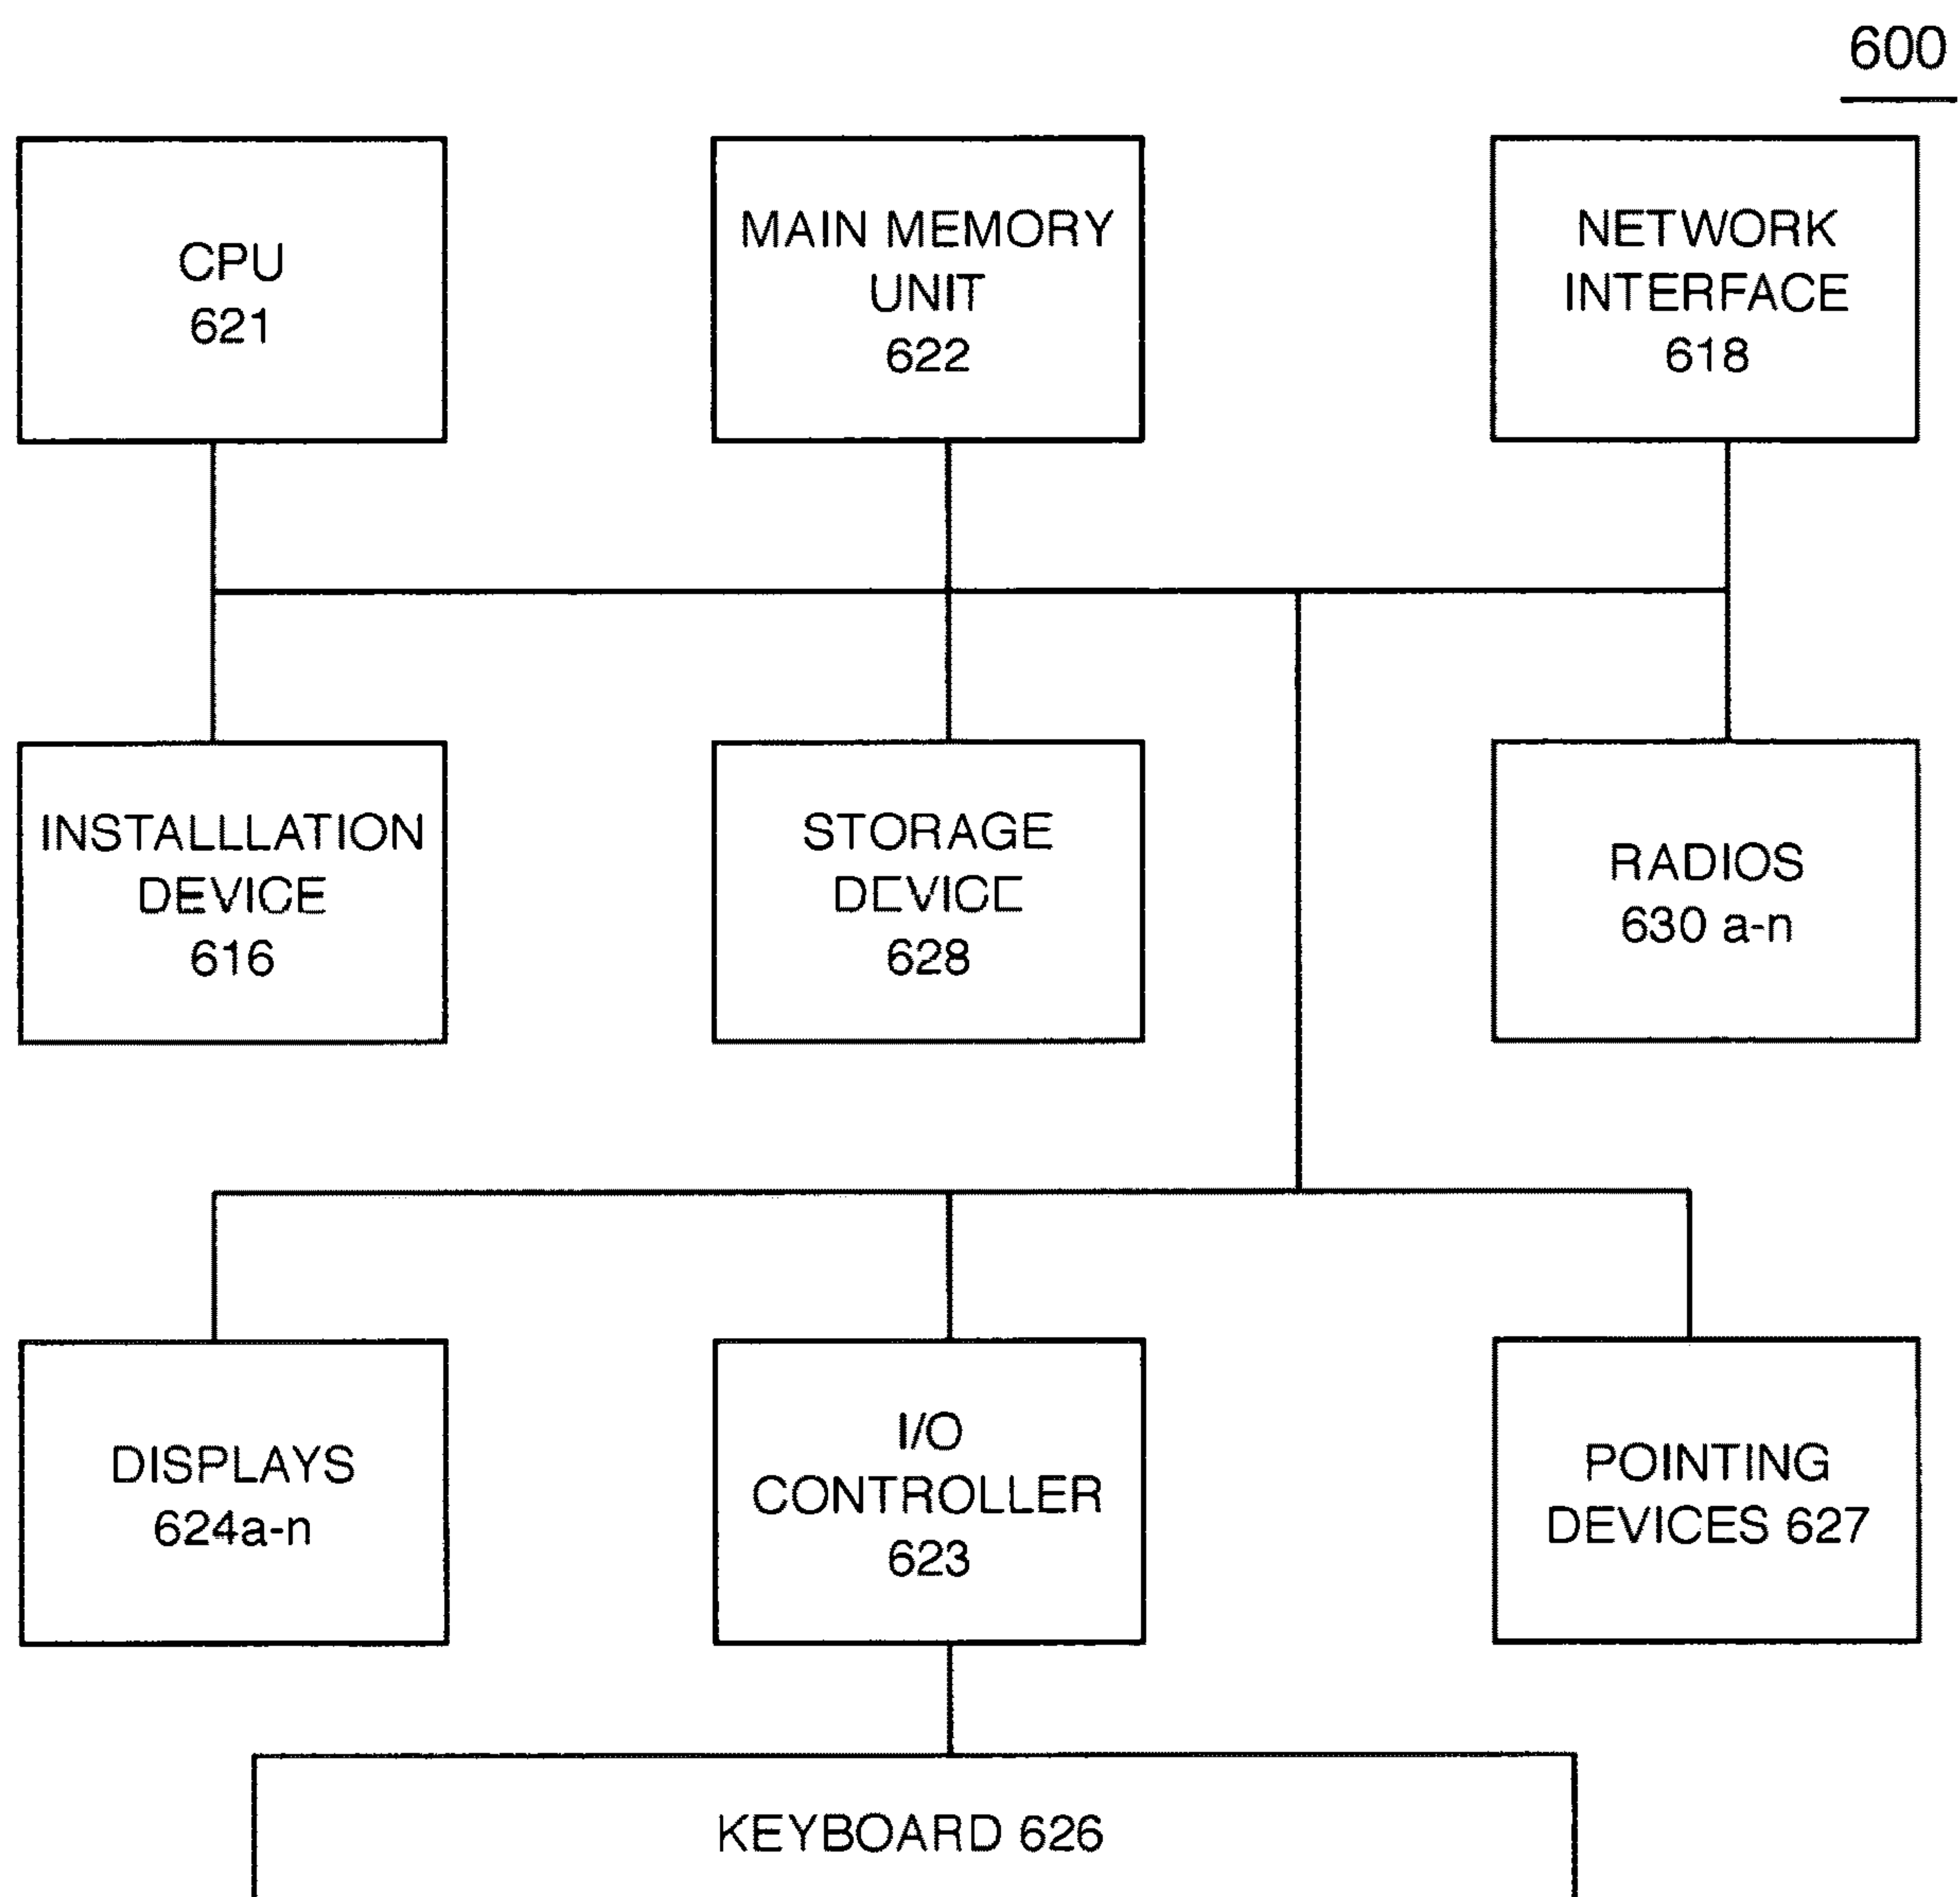 600
CPU
621
MAIN MEMORY
UNIT
622
NETWORK
INTERFACE
618
INSTALLLATION
DEVICE
616
STORAGE
DEVICE
628
RADIOS
630 a-n
DISPLAYS
624a-n
I/O
CONTROLLER
623
POINTING
DEVICES 627
KEYBOARD 626